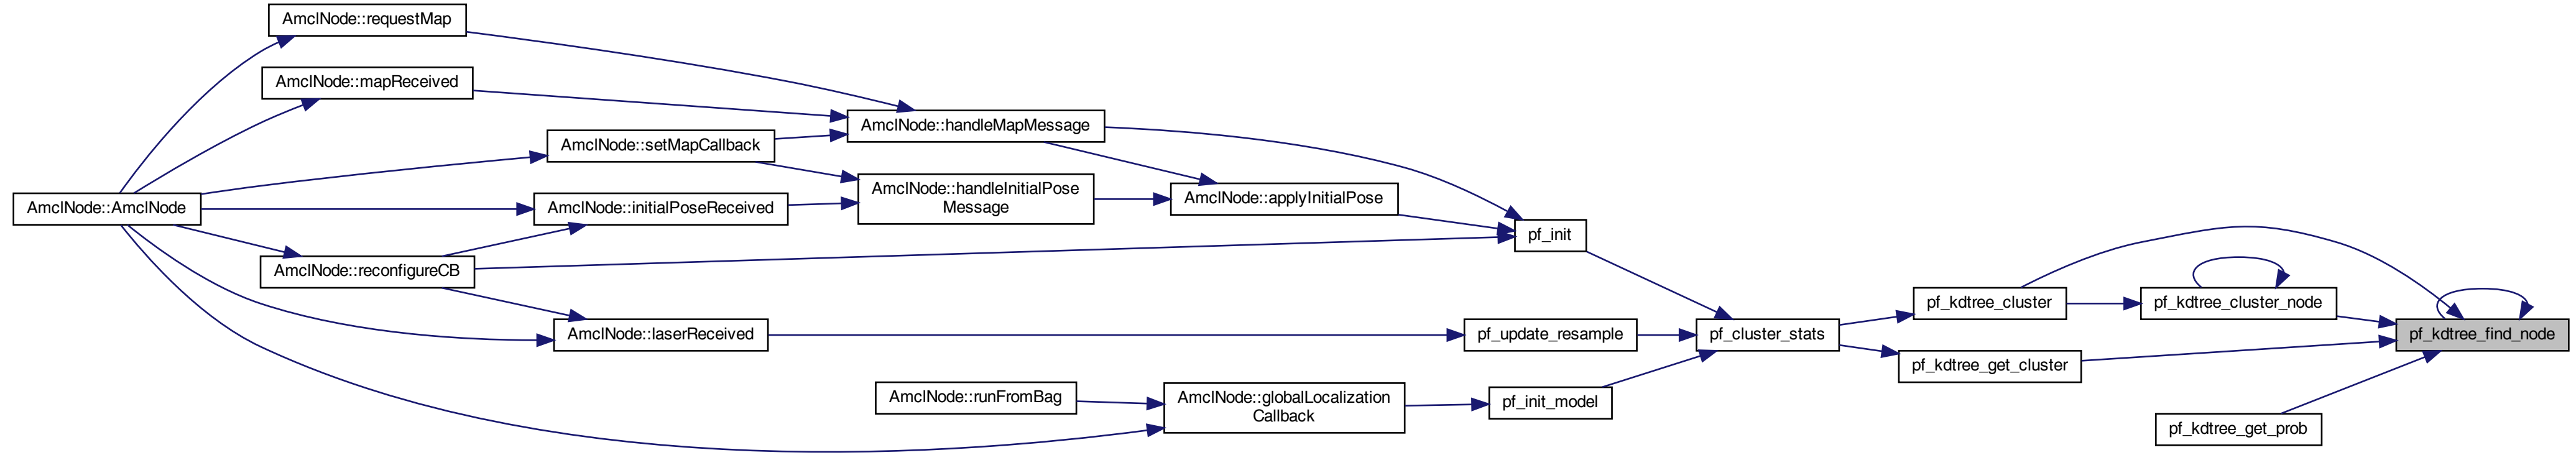 AmclNode::requestMap
AmclNode::mapReceived
AmclNode::handleMapMessage
AmclNode::setMapCallback
AmclNode::handleInitialPose
Message
AmclNode::applyInitialPose
AmclNode::AmclNode
AmclNode::initialPoseReceived
pf_init
AmclNode::reconfigureCB
pf_kdtree_cluster
pf_kdtree_cluster_node
AmclNode::laserReceived
pf_update_resample
pf_cluster_stats
pf_kdtree_find_node
pf_kdtree_get_cluster
AmclNode::runFromBag
AmclNode::globalLocalization
Callback
pf_init_model
pf_kdtree_get_prob